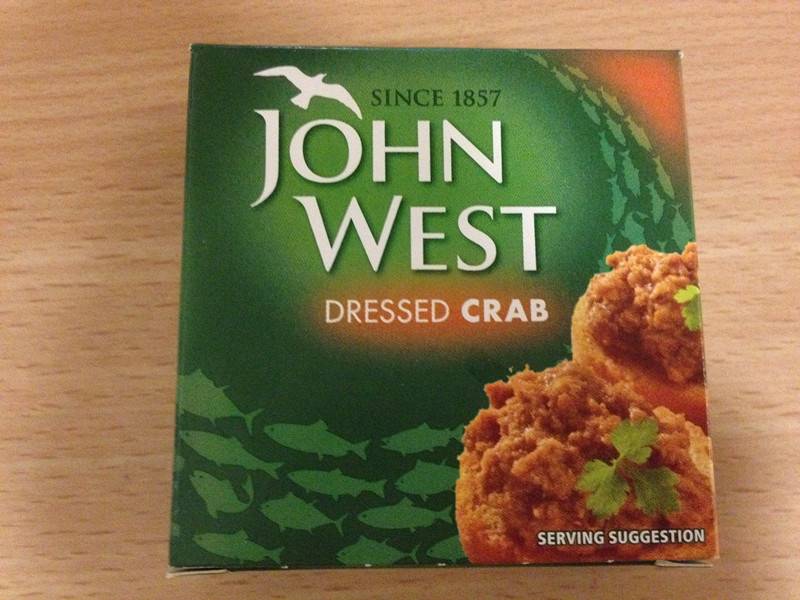 SINCE 1857
JOHN
WEST
DRESSED CRAB
SERVING SUGGESTION